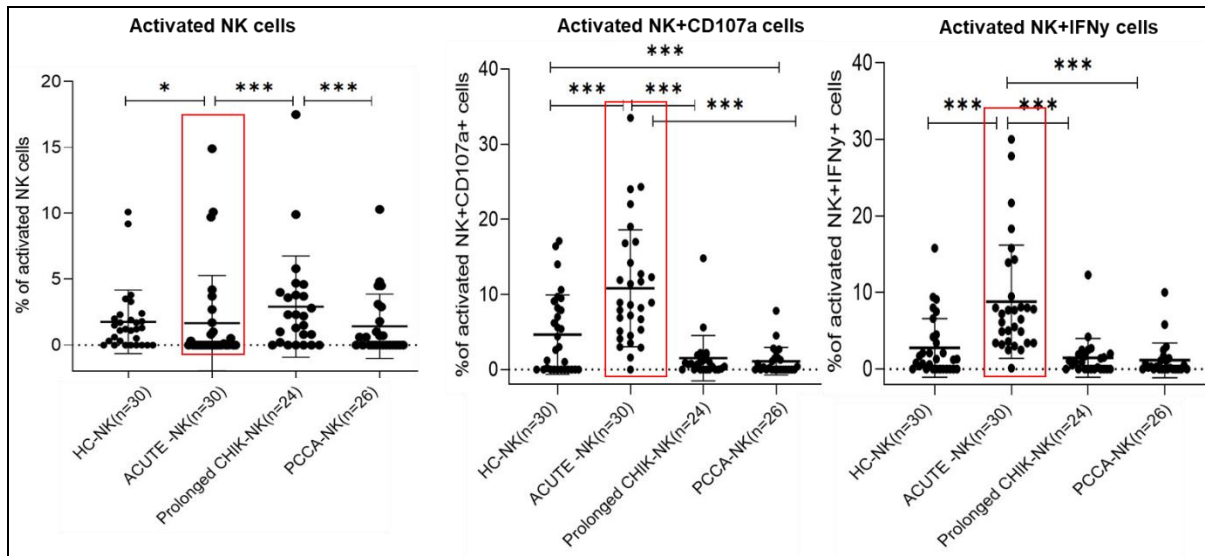 Activated NK cells
* *** ***
% of activated NK cells
20
15
10
5
0
HC-NK(n=30)
ACUTE -NK(n=30)
Prolonged CHIK-NK(n=24)
PCCA-NK(n=26)
Activated NK+CD107a cells
***
*** ***
***
%of activated NK+CD107a+ cells
40
30
20
10
0
HC-NK(n=30)
ACUTE -NK(n=30)
Prolonged CHIK-NK(n=24)
PCCA-NK(n=26)
Activated NK+IFNy cells
***
*** ***
% of activated NK+IFNy+ cells
40
30
20
10
0
HC-NK(n=30)
ACUTE -NK(n=30)
Prolonged CHIK-NK(n=24)
PCCA-NK(n=26)